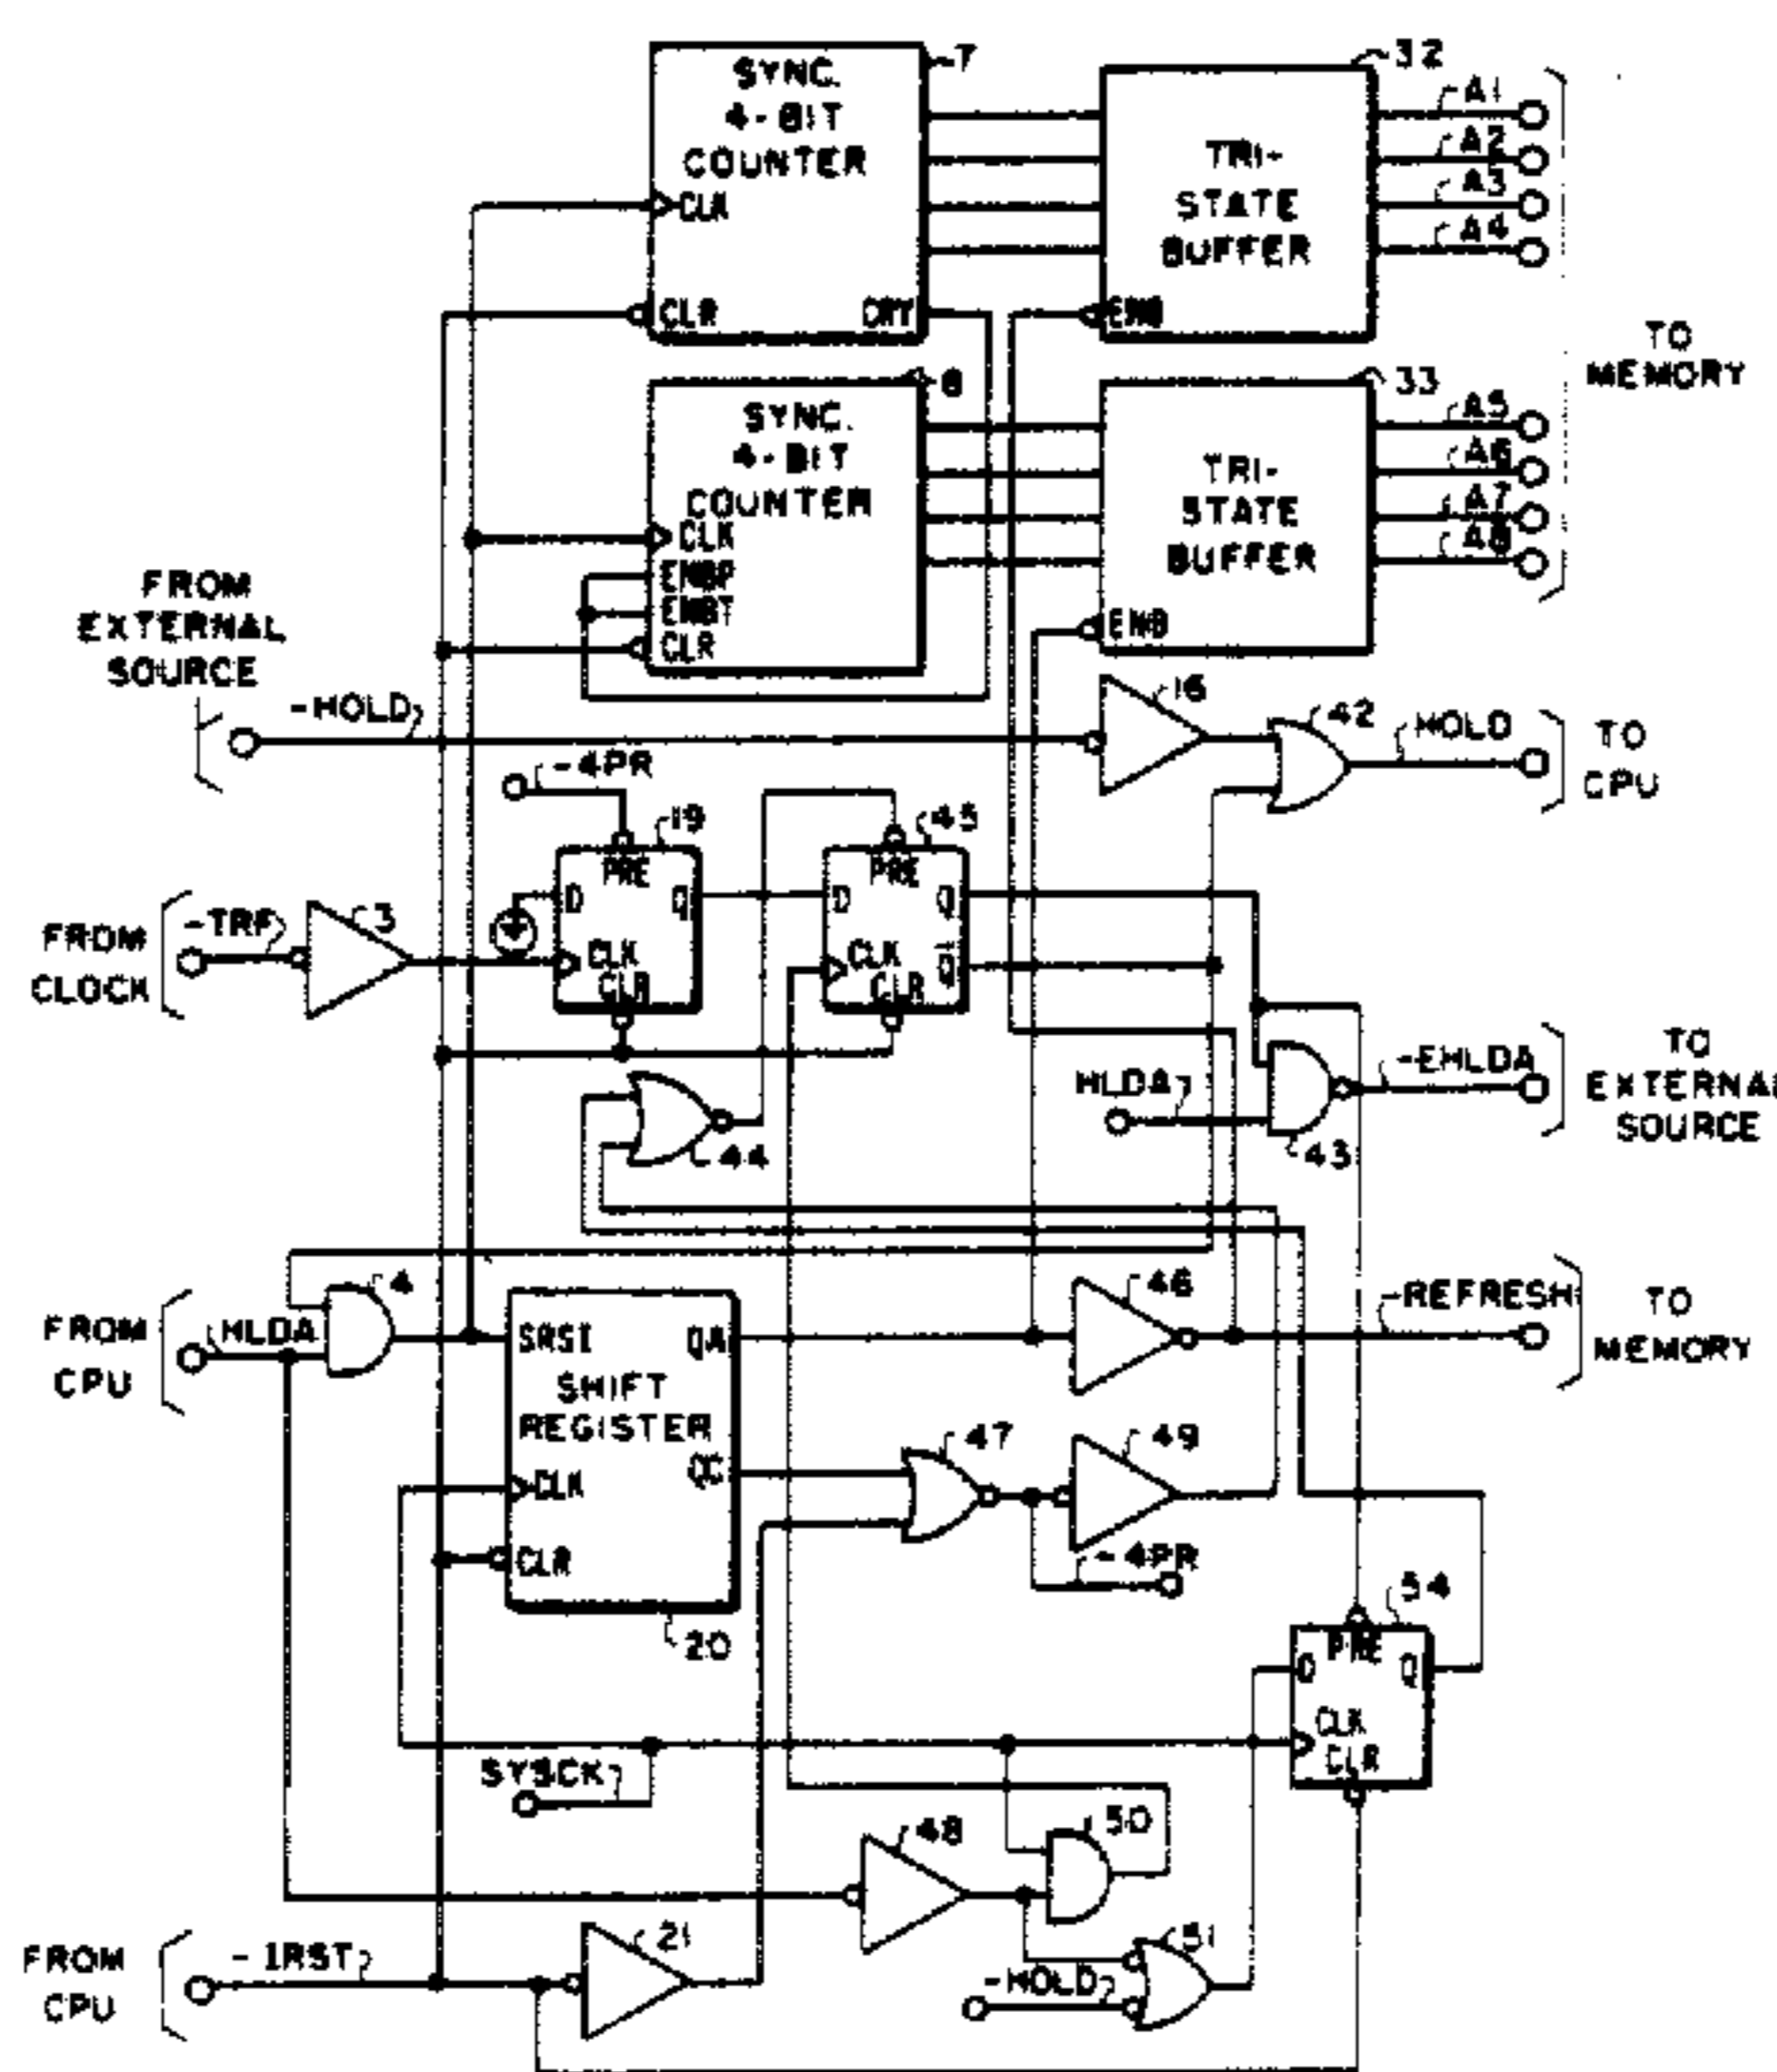 SYNC.
4-BIT
COUNTER
CLK
CLR
CRY
7
TRI-
STATE
BUFFER
ENB
32
A1
A2
A3
A4
TO
MEMORY
SYNC.
4-BIT
COUNTER
CLK
ENBP
ENBT
CLR
8
TRI-
STATE
BUFFER
ENB
33
A5
A6
A7
A8
FROM
EXTERNAL
SOURCE
-HOLD
16
42
HOLD
TO
CPU
-4PR
19
PRE
D
Q
CLK
CLR
45
PRE
D
Q
CLK
Q̅
CLR
FROM
CLOCK
-TRF
3
HLDA
43
-EHLDA
TO
EXTERNAL
SOURCE
44
FROM
CPU
HLDA
4
SRSI
QA
SHIFT
REGISTER
CLK
QC
CLR
20
46
-REFRESH
TO
MEMORY
47
49
-4PR
54
PRE
D
Q
CLK
CLR
SYSCK
48
50
FROM
CPU
-IRST
21
-HOLD
51